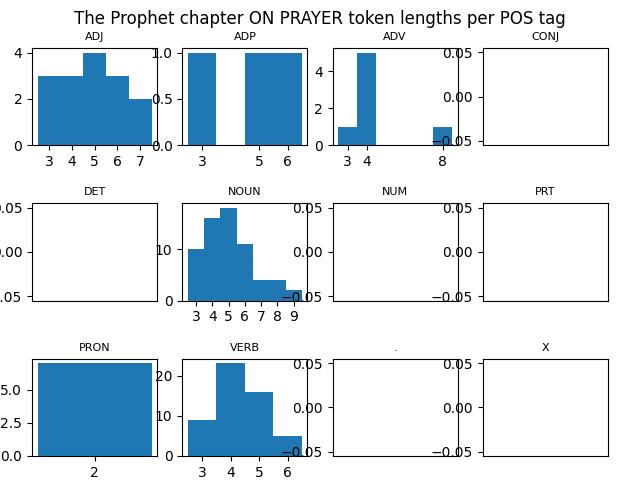 The Prophet chapter ON PRAYER token lengths per POS tag
ADJ ADP ADV CONJ
4 1.0 0.05
2 0.5 4 0.00
0 0.0 2 −0.05
0
3 4 5 6 7 3 5 6 3 4 8
DET NOUN NUM PRT
0.05 10 0.05 0.05
0.00 0 0.00 0.00
.05 −0.05 −0.05
3 4 5 6 7 8 9
PRON VERB . X
5.0 20 0.05 0.05
2.5 10 0.00 0.00
0.0 0 −0.05 −0.05
2 3 4 5 6